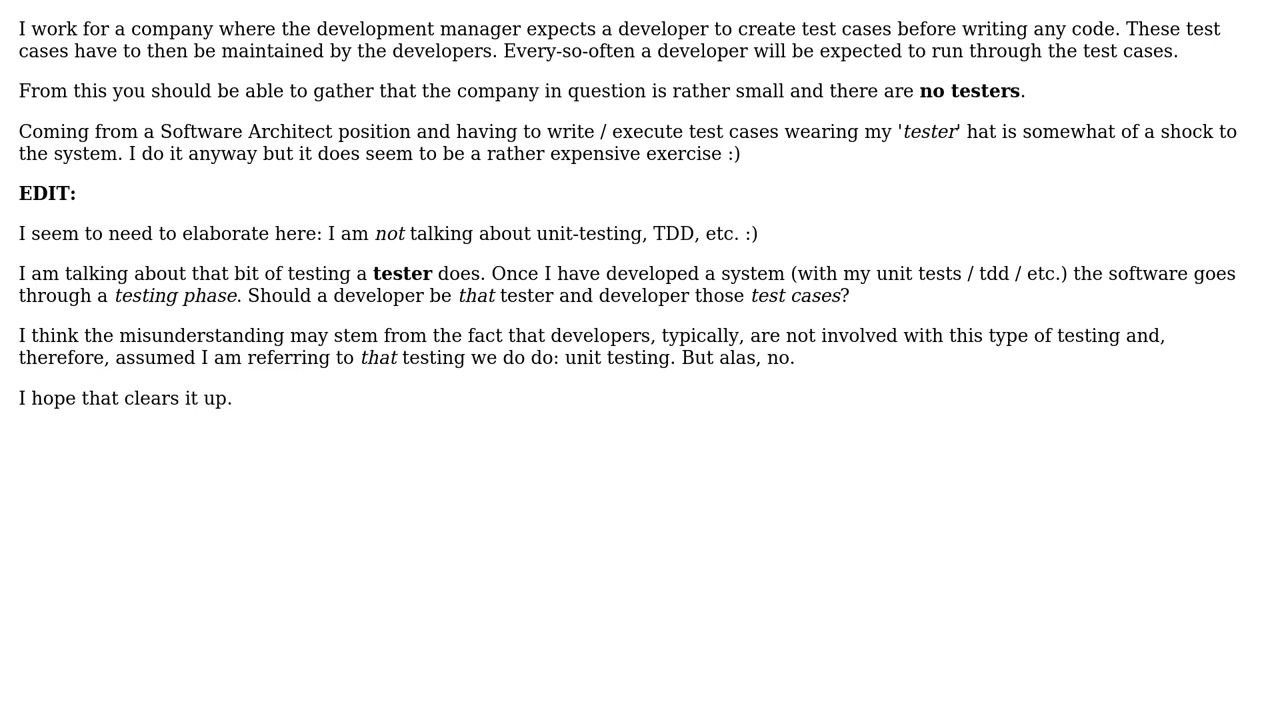 I work for a company where the development manager expects a developer to create test cases before writing any code. These test
cases have to then be maintained by the developers. Every-so-often a developer will be expected to run through the test cases.
From this you should be able to gather that the company in question is rather small and there are no testers.
Coming from a Software Architect position and having to write / execute test cases wearing my 'tester' hat is somewhat of a shock to
the system. I do it anyway but it does seem to be a rather expensive exercise :)
EDIT:
I seem to need to elaborate here: I am not talking about unit-testing, TDD, etc. :)
I am talking about that bit of testing a tester does. Once I have developed a system (with my unit tests / tdd / etc.) the software goes
through a testing phase. Should a developer be that tester and developer those test cases?
I think the misunderstanding may stem from the fact that developers, typically, are not involved with this type of testing and,
therefore, assumed I am referring to that testing we do do: unit testing. But alas, no.
I hope that clears it up.